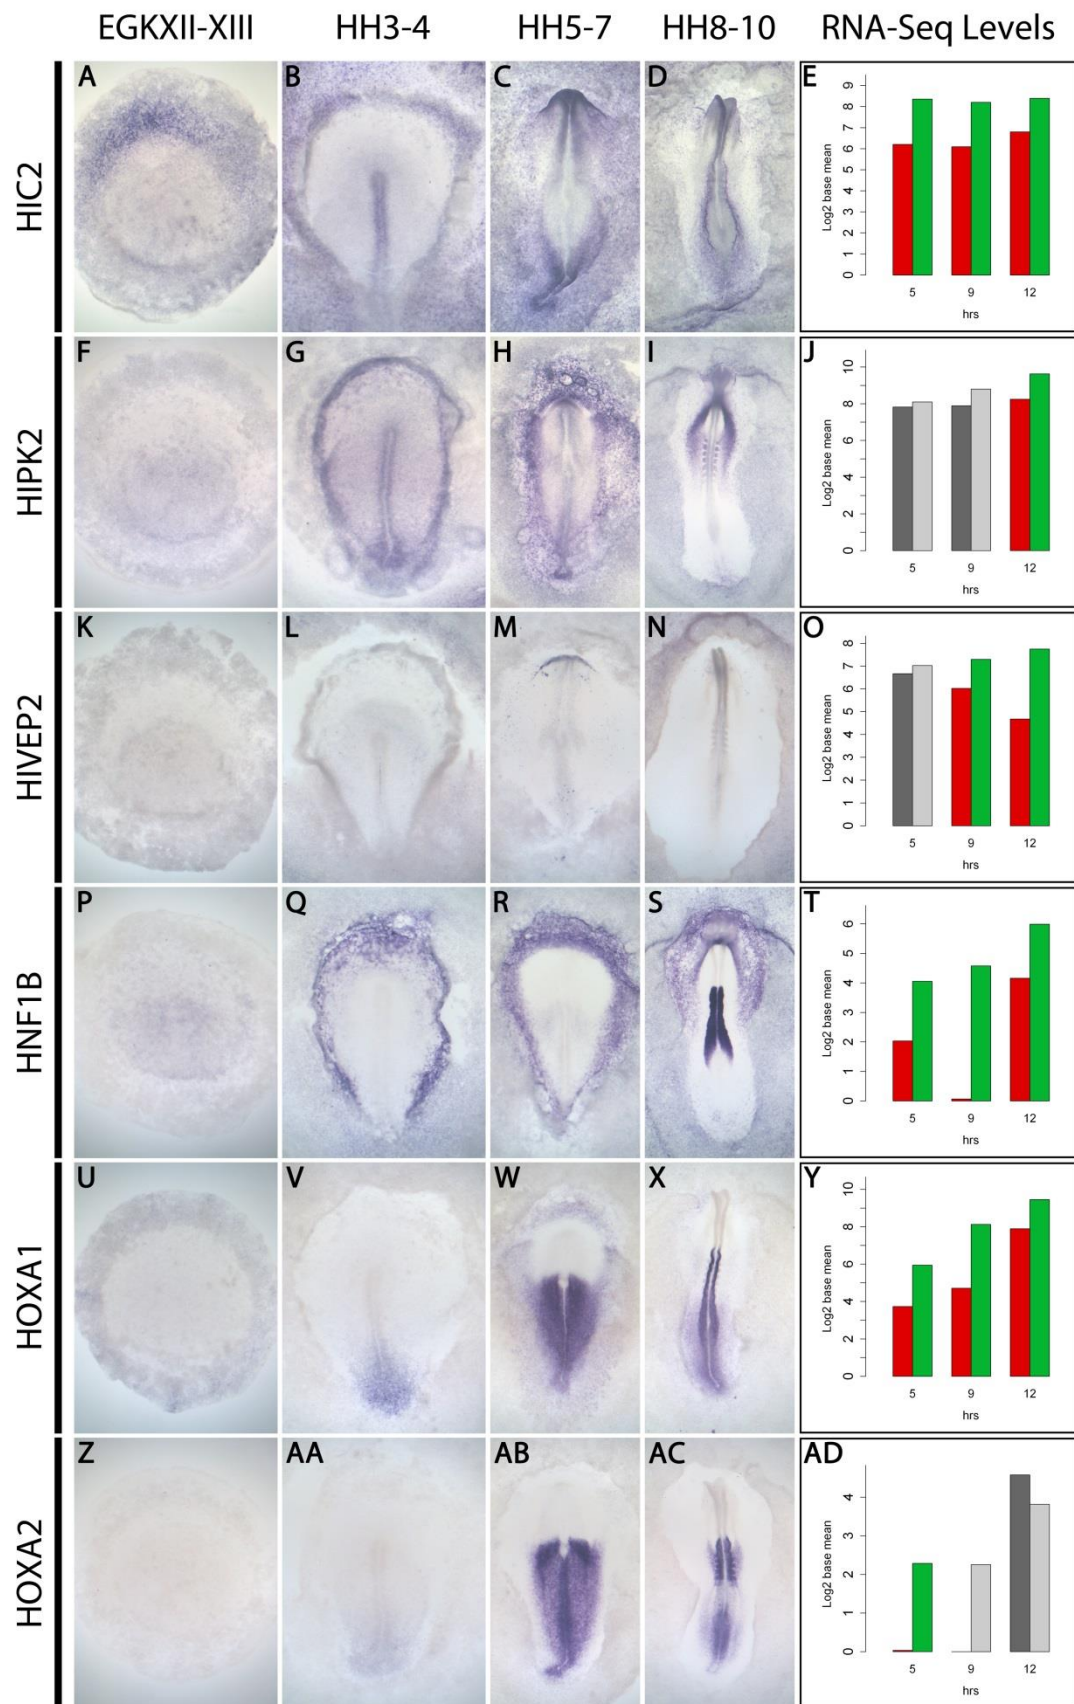 EGKXII-XIII HH3-4 HH5-7 HH8-10 RNA-Seq Levels
HIC2
A B C D E
Log2 base mean
0 1 2 3 4 5 6 7 8 9
5 9 12
hrs
HIPK2
F G H I J
Log2 base mean
0 2 4 6 8 10
5 9 12
hrs
HIVEP2
K L M N O
Log2 base mean
0 1 2 3 4 5 6 7 8
5 9 12
hrs
HNF1B
P Q R S T
Log2 base mean
0 1 2 3 4 5 6
5 9 12
hrs
HOXA1
U V W X Y
Log2 base mean
0 2 4 6 8 10
5 9 12
hrs
HOXA2
Z AA AB AC AD
Log2 base mean
0 1 2 3 4
5 9 12
hrs